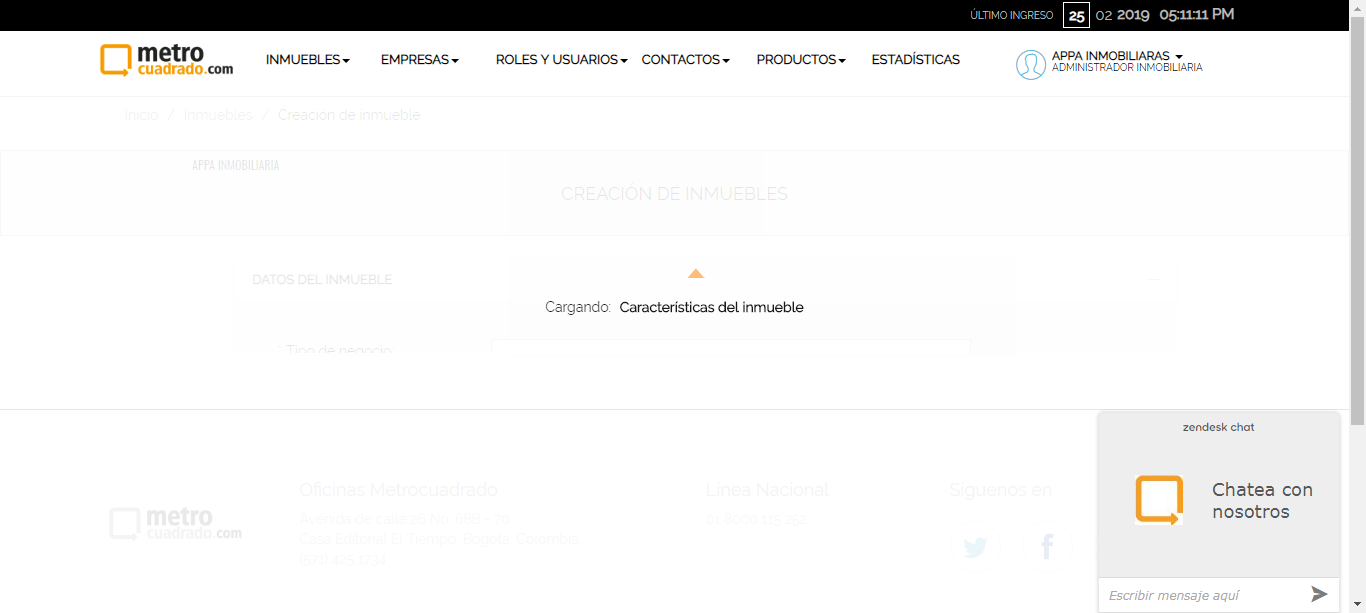 ÚLTIMO INGRESO 25 02 2019 05:11:11 PM
metro
cuadrado.com
INMUEBLES EMPRESAS ROLES Y USUARIOS CONTACTOS PRODUCTOS ESTADÍSTICAS
APPA INMOBILIARAS
ADMINISTRADOR INMOBILIARIA
Inicio / Inmuebles / Creación de inmueble
APPA INMOBILIARIA
CREACIÓN DE INMUEBLES
DATOS DEL INMUEBLE
Cargando: Características del inmueble
* Tipo de negocio
zendesk chat
Chatea con
nosotros
Escribir mensaje aquí
metro
cuadrado.com
Oficinas Metrocuadrado
Avenida de calle 26 No. 68B - 70
Casa Editorial El Tiempo, Bogotá, Colombia.
(571) 425 1734
Línea Nacional
01 8000 115 252
Síguenos en